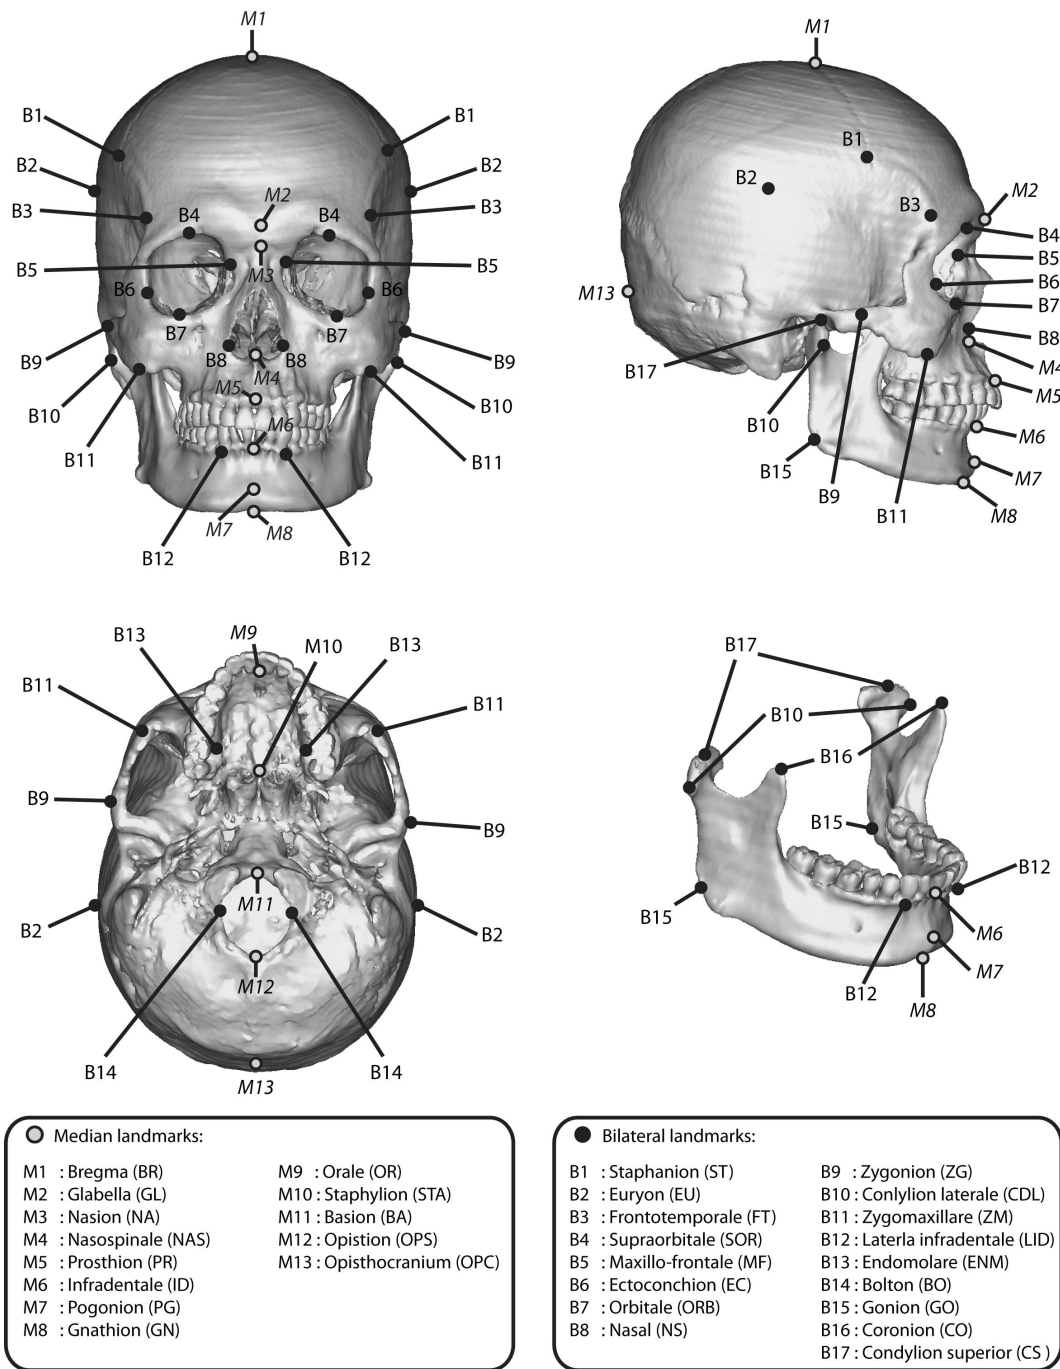 M1
B1
B1
B2
B2
B3
M2
B3
B4
B4
B5
M3
B5
B6
B6
B7
B7
B8
B8
B9
M4
B9
M5
B10
B10
M6
B11
B11
M7
M8
B12
B12
M1
B1
B2
B3
M2
B4
B5
B6
B7
M13
B8
M4
B17
M5
B10
M6
B15
M7
B9
B11
M8
B13
M9
M10
B13
B11
B11
B9
B9
M11
B2
B2
M12
B14
B14
M13
B17
B10
B16
B15
B12
B15
M6
M7
B12
M8
Median landmarks:
M1 : Bregma (BR)
M2 : Glabella (GL)
M3 : Nasion (NA)
M4 : Nasospinale (NAS)
M5 : Prosthion (PR)
M6 : Infradentale (ID)
M7 : Pogonion (PG)
M8 : Gnathion (GN)
M9 : Orale (OR)
M10 : Staphylion (STA)
M11 : Basion (BA)
M12 : Opistion (OPS)
M13 : Opisthocranium (OPC)
Bilateral landmarks:
B1 : Staphanion (ST)
B2 : Euryon (EU)
B3 : Frontotemporale (FT)
B4 : Supraorbitale (SOR)
B5 : Maxillo-frontale (MF)
B6 : Ectoconchion (EC)
B7 : Orbitale (ORB)
B8 : Nasal (NS)
B9 : Zygonion (ZG)
B10 : Conlylion laterale (CDL)
B11 : Zygomaxillare (ZM)
B12 : Laterla infradentale (LID)
B13 : Endomolare (ENM)
B14 : Bolton (BO)
B15 : Gonion (GO)
B16 : Coronion (CO)
B17 : Condylion superior (CS )